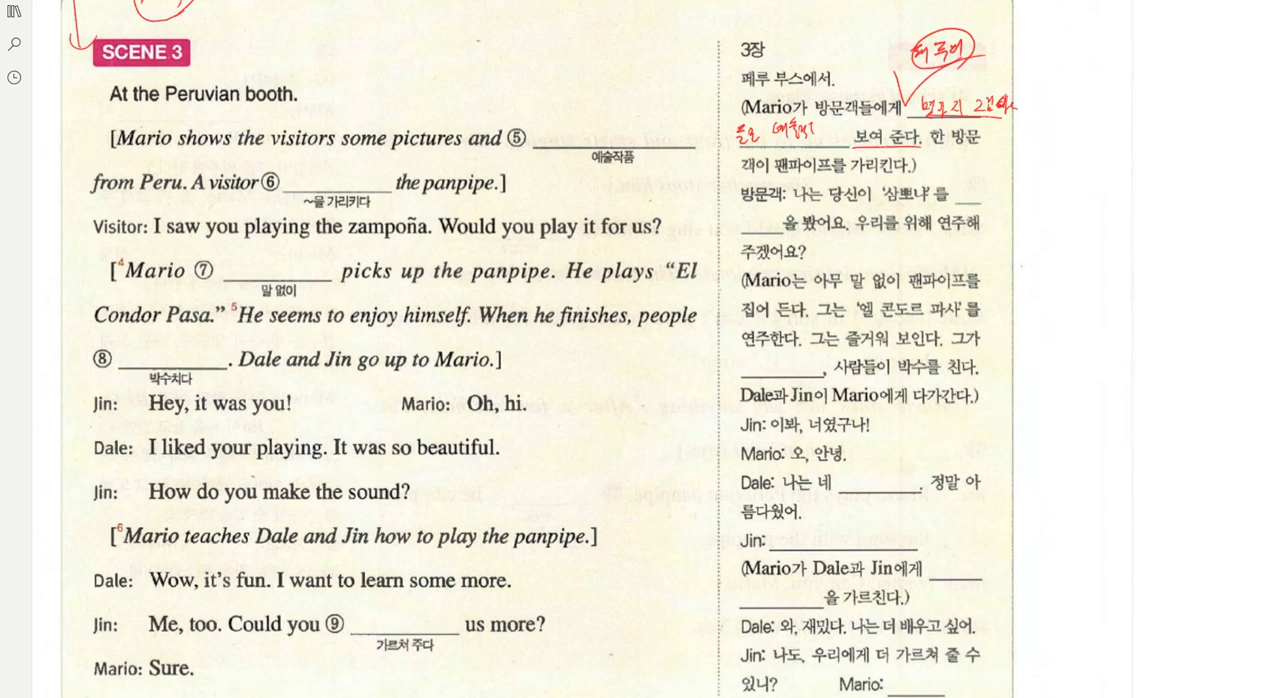 SCENE 3
At the Peruvian booth.
[Mario shows the visitors some pictures and ⑤ ____________
예술작품
from Peru. A visitor ⑥ ____________ the panpipe.]
~을 가리키다
Visitor: I saw you playing the zampoña. Would you play it for us?
[4Mario ⑦ ____________ picks up the panpipe. He plays “El
말 없이
Condor Pasa.” 5He seems to enjoy himself. When he finishes, people
⑧ ____________. Dale and Jin go up to Mario.]
박수치다
Jin: Hey, it was you! Mario: Oh, hi.
Dale: I liked your playing. It was so beautiful.
Jin: How do you make the sound?
[6Mario teaches Dale and Jin how to play the panpipe.]
Dale: Wow, it’s fun. I want to learn some more.
Jin: Me, too. Could you ⑨ ____________ us more?
가르쳐 주다
Mario: Sure.
3장
페루 부스에서.
(Mario가 방문객들에게 ____________
____________ 보여 준다. 한 방문
객이 팬파이프를 가리킨다.)
방문객: 나는 당신이 ‘삼뽀냐’를 ___
_____을 봤어요. 우리를 위해 연주해
주겠어요?
(Mario는 아무 말 없이 팬파이프를
집어 든다. 그는 ‘엘 콘도르 파사’를
연주한다. 그는 즐거워 보인다. 그가
__________, 사람들이 박수를 친다.
Dale과 Jin이 Mario에게 다가간다.)
Jin: 이봐, 너였구나!
Mario: 오, 안녕.
Dale: 나는 네 __________. 정말 아
름다웠어.
Jin: __________________
(Mario가 Dale과 Jin에게 ______
__________을 가르친다.)
Dale: 와, 재밌다. 나는 더 배우고 싶어.
Jin: 나도. 우리에게 더 가르쳐 줄 수
있니? Mario: _______